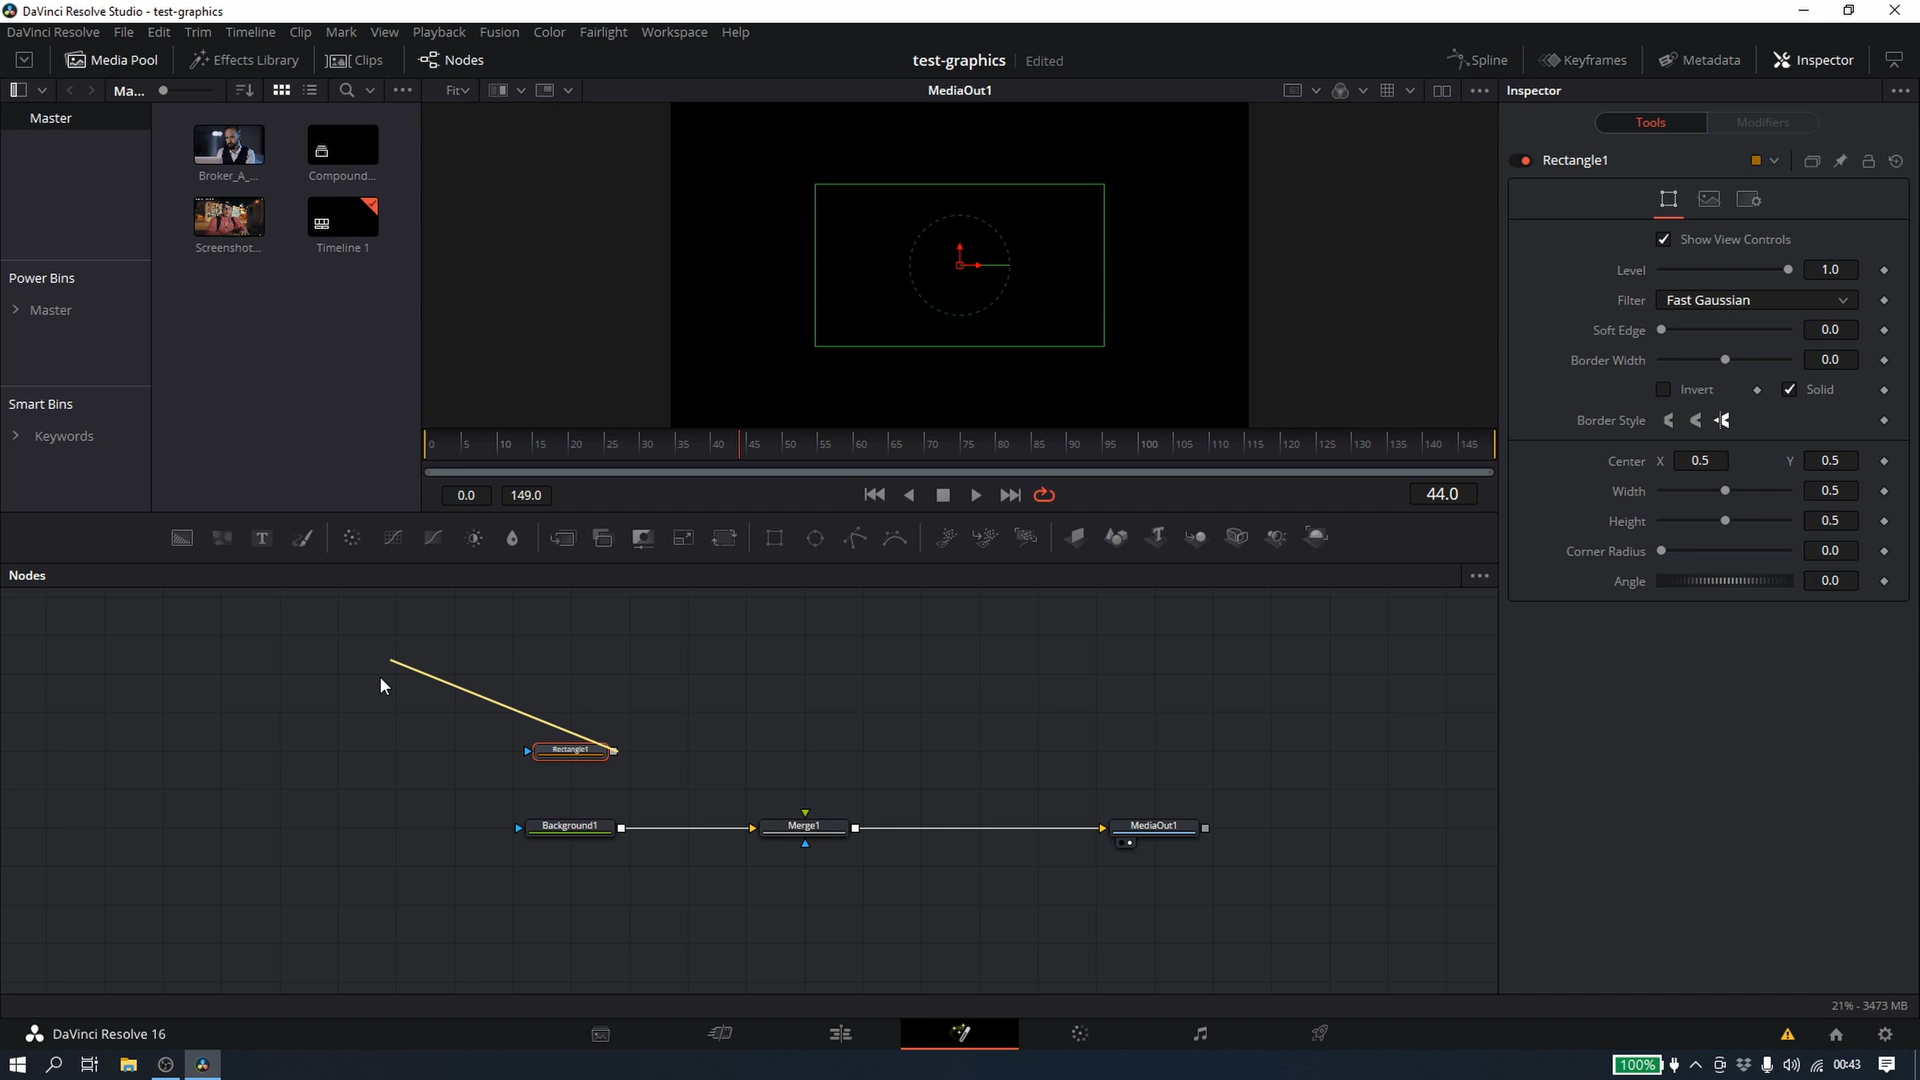 DaVinci Resolve Studio - test-graphics
DaVinci Resolve File Edit Trim Timeline Clip Mark View Playback Fusion Color Fairlight Workspace Help
Media Pool Effects Library Clips Nodes test-graphics Edited Spline Keyframes Metadata Inspector
Ma... Fit MediaOut1 Inspector
Master
Tools Modifiers
Broker_A_... Compound...
Screenshot... Timeline 1
Power Bins
Master
Smart Bins
Keywords
Rectangle1
Show View Controls
Level 1.0
Filter Fast Gaussian
Soft Edge 0.0
Border Width 0.0
Invert Solid
Border Style
Center X 0.5 Y 0.5
Width 0.5
Height 0.5
Corner Radius 0.0
Angle 0.0
0 5 10 15 20 25 30 35 40 45 50 55 60 65 70 75 80 85 90 95 100 105 110 115 120 125 130 135 140 145
0.0 149.0 44.0
T
Nodes
Rectangle1
Background1 Merge1 MediaOut1
21% - 3473 MB
DaVinci Resolve 16
100% 00:43